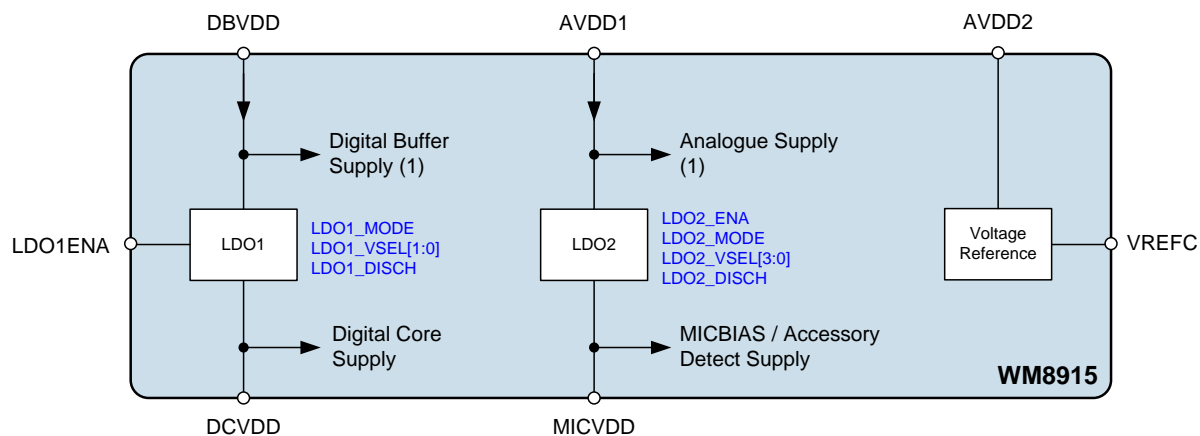 DBVDD
AVDD1
AVDD2
Digital Buffer
Supply (1)
Analogue Supply
(1)
LDO1ENA
LDO1
LDO1_MODE
LDO1_VSEL[1:0]
LDO1_DISCH
LDO2
LDO2_ENA
LDO2_MODE
LDO2_VSEL[3:0]
LDO2_DISCH
Voltage
Reference
VREFC
Digital Core
Supply
MICBIAS / Accessory
Detect Supply
WM8915
DCVDD
MICVDD